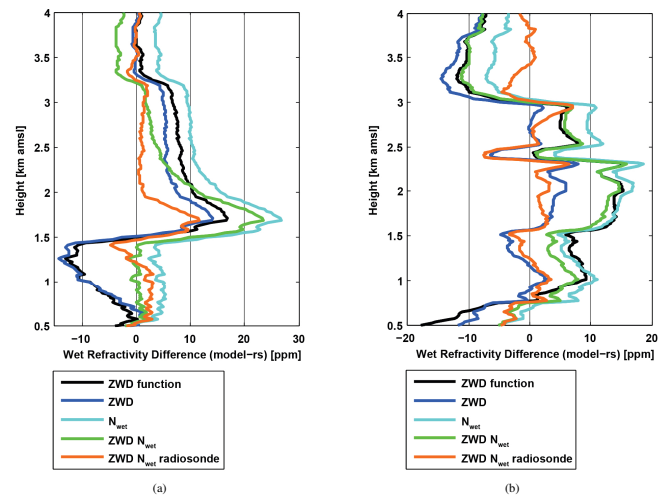 4
3.5
3
2.5
2
1.5
1
0.5
Height [km amsl]
−10 0 10 20 30
Wet Refractivity Difference (model−rs) [ppm]
ZWD function
ZWD
Nwet
ZWD Nwet
ZWD Nwet radiosonde
(a)
4
3.5
3
2.5
2
1.5
1
0.5
Height [km amsl]
−20 −10 0 10 20
Wet Refractivity Difference (model−rs) [ppm]
ZWD function
ZWD
Nwet
ZWD Nwet
ZWD Nwet radiosonde
(b)